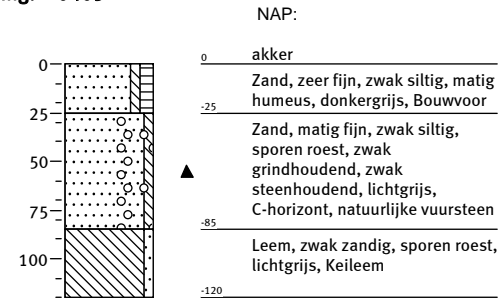 NAP:
0 akker
0
Zand, zeer fijn, zwak siltig, matig
humeus, donkergrijs, Bouwvoor
25
-25
Zand, matig fijn, zwak siltig,
sporen roest, zwak
grindhoudend, zwak
steenhoudend, lichtgrijs,
C-horizont, natuurlijke vuursteen
50
75
-85
Leem, zwak zandig, sporen roest,
lichtgrijs, Keileem
100
-120